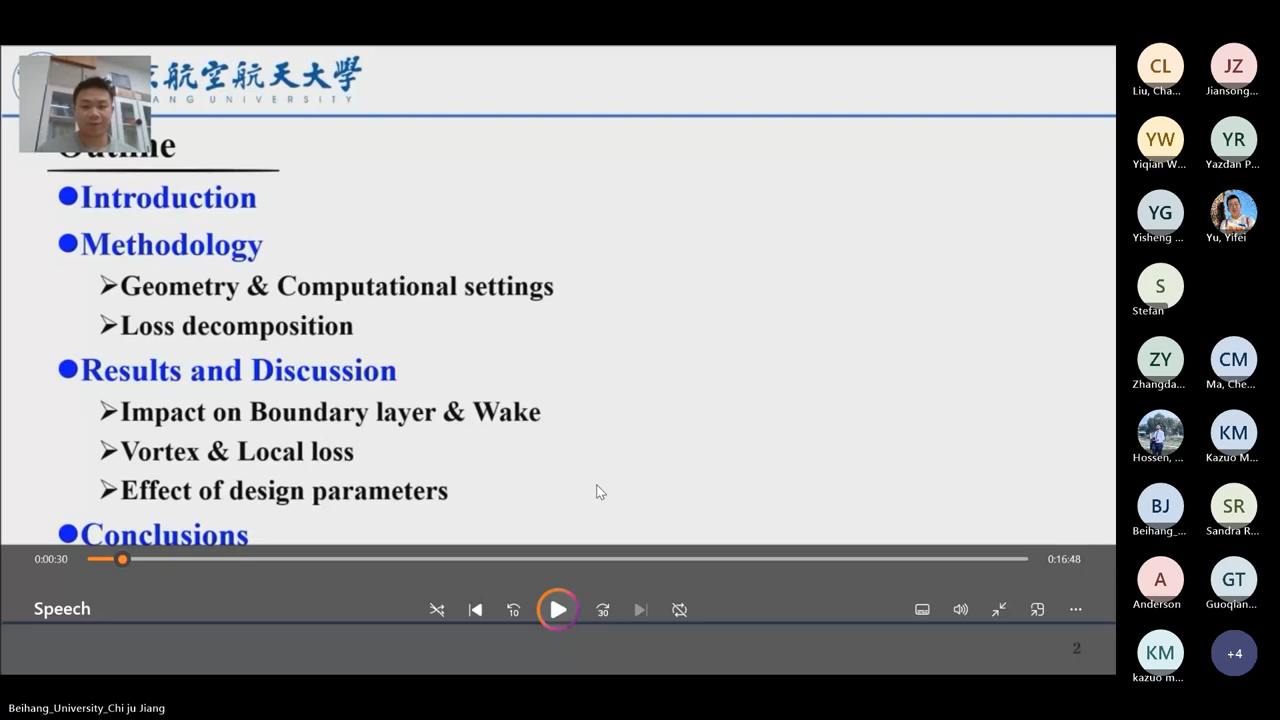 航空航天大學
ANG UNIVERSITY
Outline
Introduction
Methodology
Geometry & Computational settings
Loss decomposition
Results and Discussion
Impact on Boundary layer & Wake
Vortex & Local loss
Effect of design parameters
Conclusions
0:00:30
0:16:48
Speech
10
30
2
Beihang_University_Chi ju Jiang
CL
Liu, Cha...
JZ
Jiansong...
YW
Yiqian W...
YR
Yazdan P...
YG
Yisheng ...
Yu, Yifei
S
Stefan
ZY
Zhangda...
CM
Ma, Che...
Hossen, ...
KM
Kazuo M...
BJ
Beihang_...
SR
Sandra R...
A
Anderson
GT
Guoqian...
KM
kazuo m...
+4